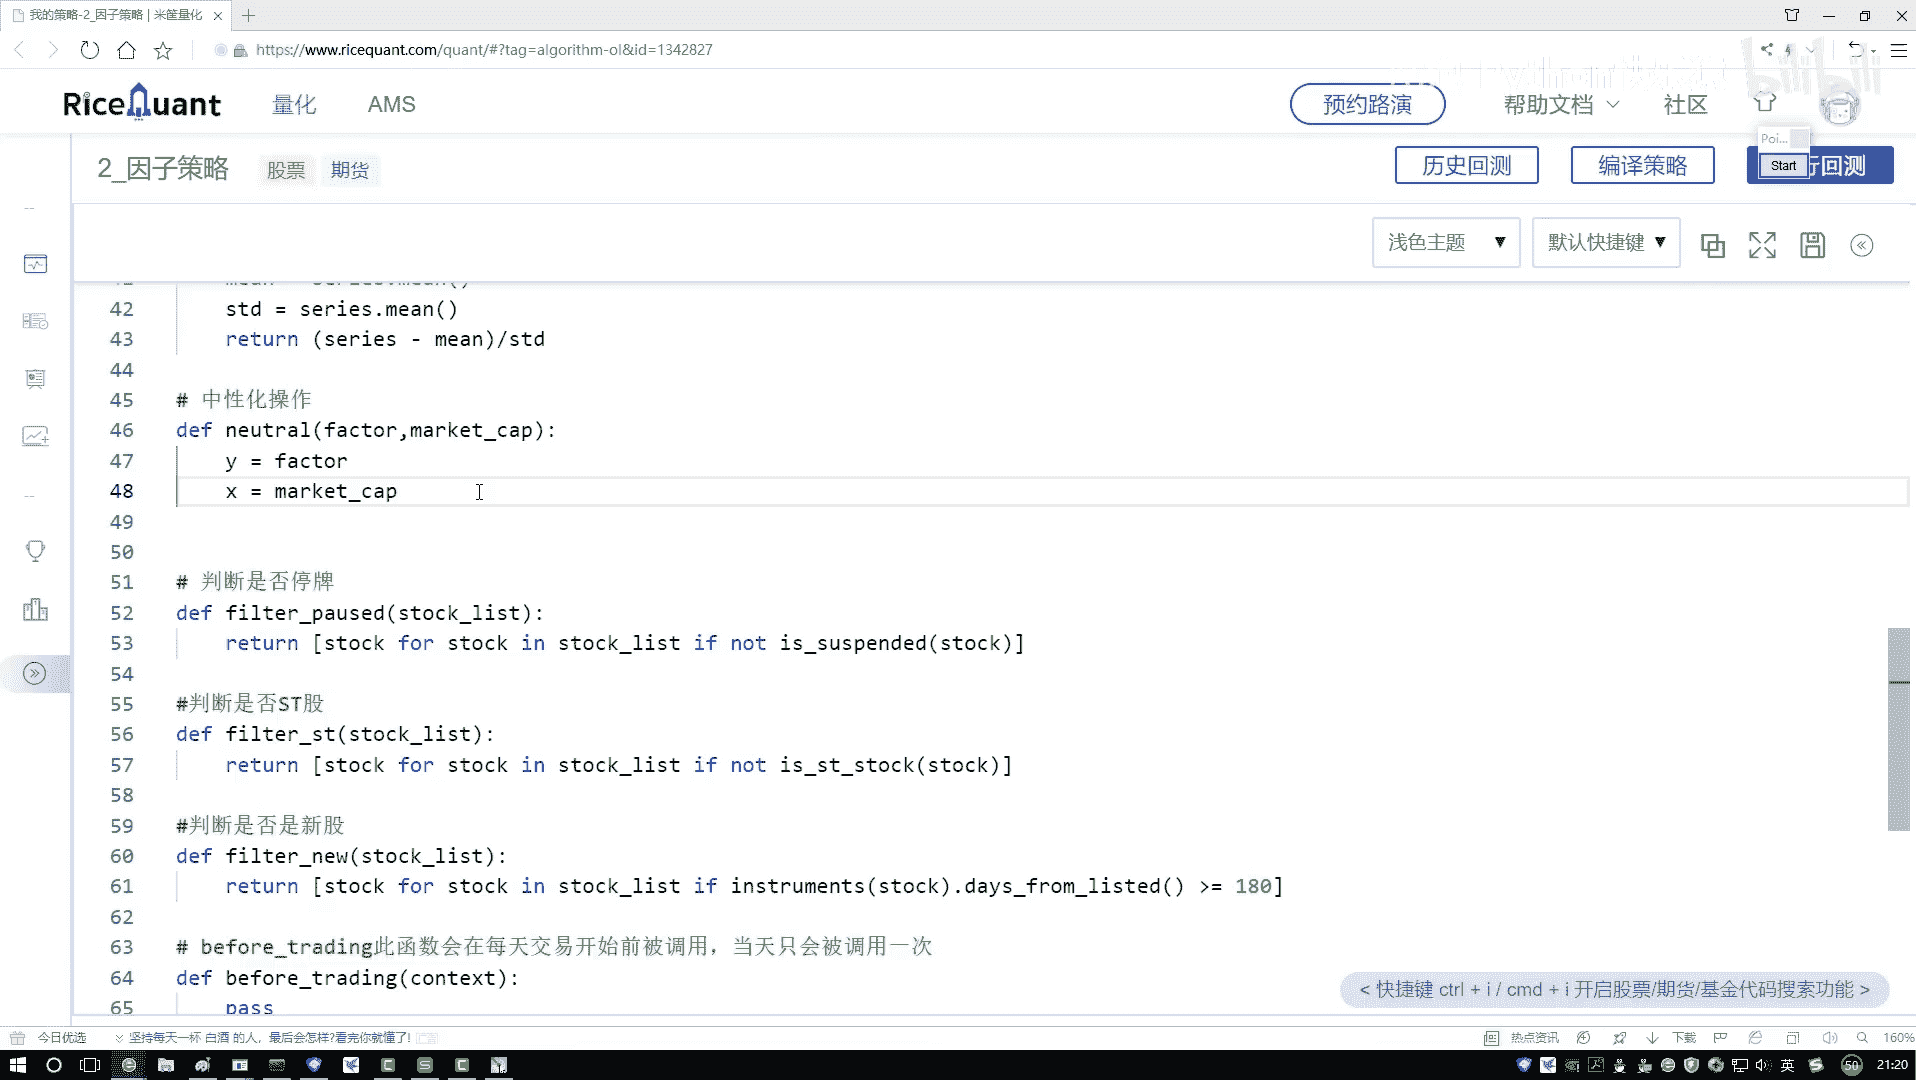 我的策略-2_因子策略 | 米筐量化
https://www.ricequant.com/quant/#?tag=algorithm-ol&id=1342827
RiceQuant 量化 AMS 预约路演 帮助文档 社区
Poi...
2_因子策略 股票 期货 历史回测 编译策略 Start 行回测
浅色主题 ▼ 默认快捷键 ▼
42 std = series.mean()
43 return (series - mean)/std
44
45 # 中性化操作
46 def neutral(factor,market_cap):
47 y = factor
48 x = market_cap
49
50
51 # 判断是否停牌
52 def filter_paused(stock_list):
53 return [stock for stock in stock_list if not is_suspended(stock)]
54
55 #判断是否ST股
56 def filter_st(stock_list):
57 return [stock for stock in stock_list if not is_st_stock(stock)]
58
59 #判断是否是新股
60 def filter_new(stock_list):
61 return [stock for stock in stock_list if instruments(stock).days_from_listed() >= 180]
62
63 # before_trading此函数会在每天交易开始前被调用，当天只会被调用一次
64 def before_trading(context):
65 pass
< 快捷键 ctrl + i / cmd + i 开启股票/期货/基金代码搜索功能 >
今日优选 坚持每天一杯 白酒 的人，最后会怎样?看完你就懂了! 热点资讯 下载 160%
英 50 21:20